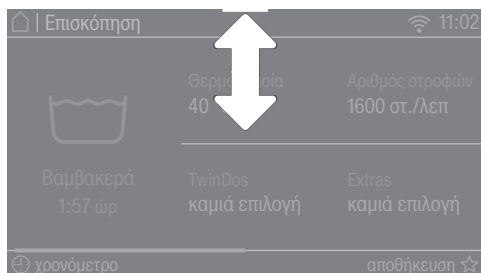 | Επισκόπηση 11:02
Αριθμός στροφών
40 1600 στ./λεπ
Βαμβακερά
1:57 ώρ
TwinDos Extras
καμιά επιλογή καμιά επιλογή
χρονόμετρο αποθήκευση